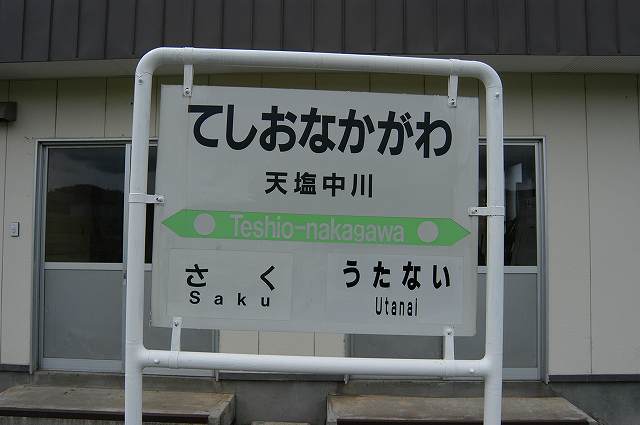 てしおなかがわ
天塩中川
Teshio-nakagawa
さく うたない
Saku Utanai